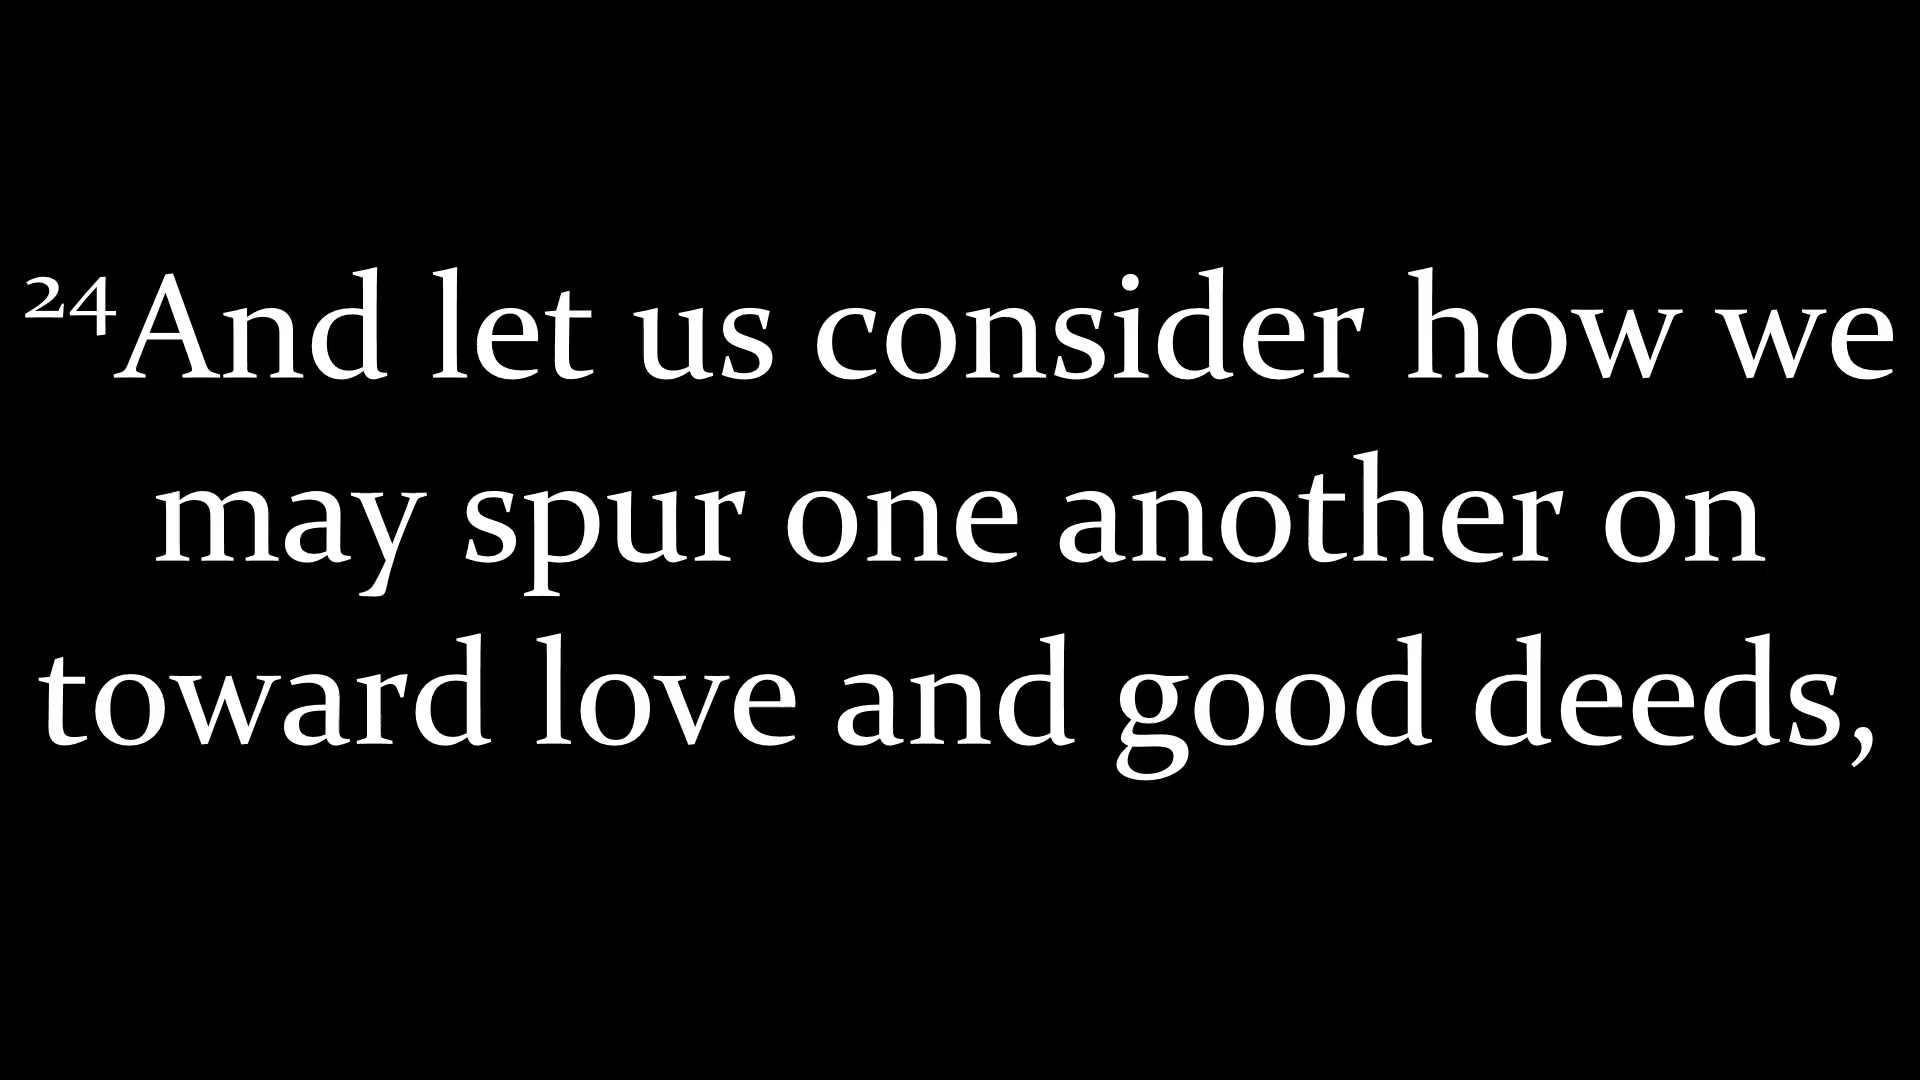 ²⁴And let us consider how we
may spur one another on
toward love and good deeds,